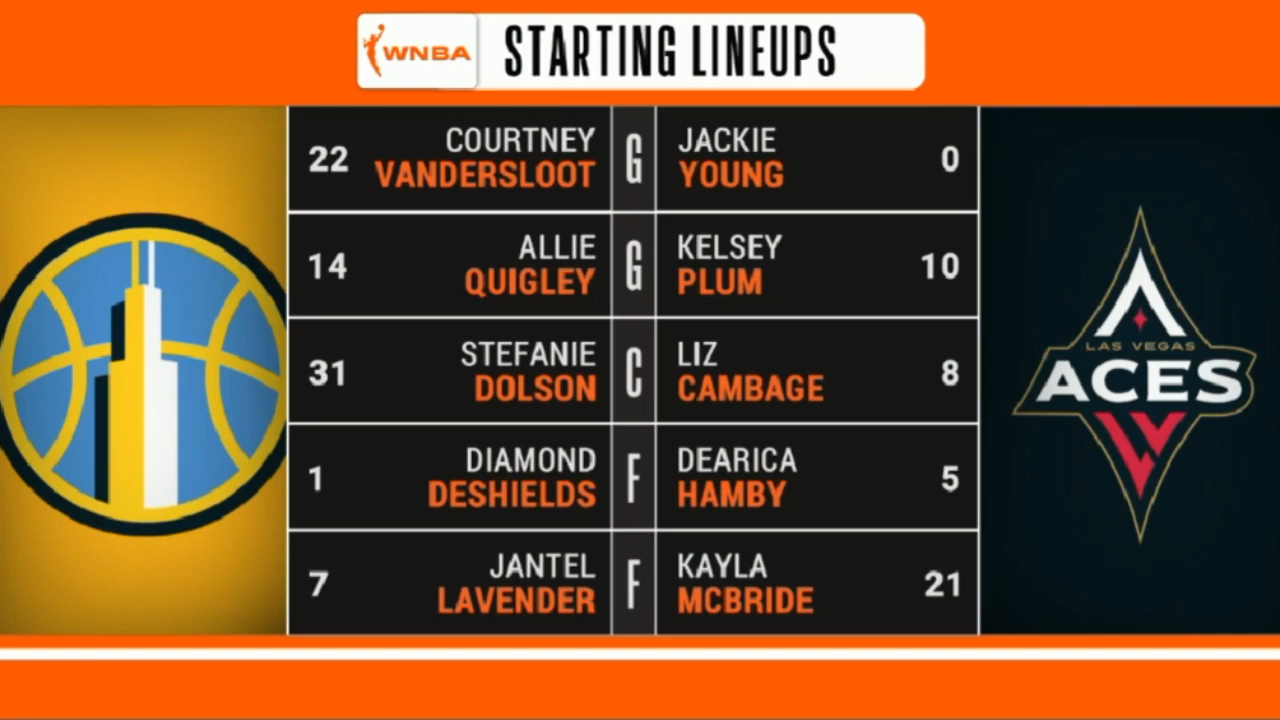 WNBA STARTING LINEUPS
22 COURTNEY VANDERSLOOT G JACKIE YOUNG 0
14 ALLIE QUIGLEY G KELSEY PLUM 10
31 STEFANIE DOLSON C LIZ CAMBAGE 8
1 DIAMOND DESHIELDS F DEARICA HAMBY 5
7 JANTEL LAVENDER F KAYLA MCBRIDE 21
LAS VEGAS
ACES